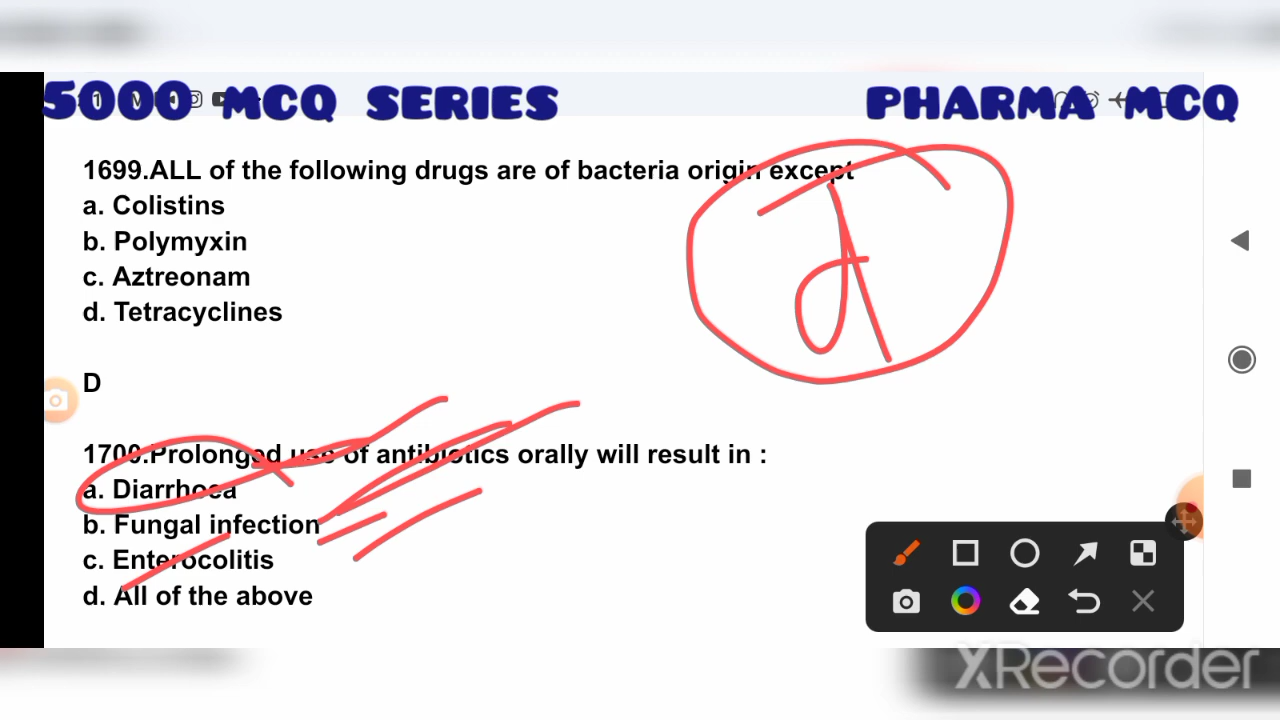 5000 MCQ SERIES
PHARMA MCQ
1699.ALL of the following drugs are of bacteria origin except
a. Colistins
b. Polymyxin
c. Aztreonam
d. Tetracyclines
d
D
1700.Prolonged use of antibiotics orally will result in :
a. Diarrhoea
b. Fungal infection
c. Enterocolitis
d. All of the above
XRecorder